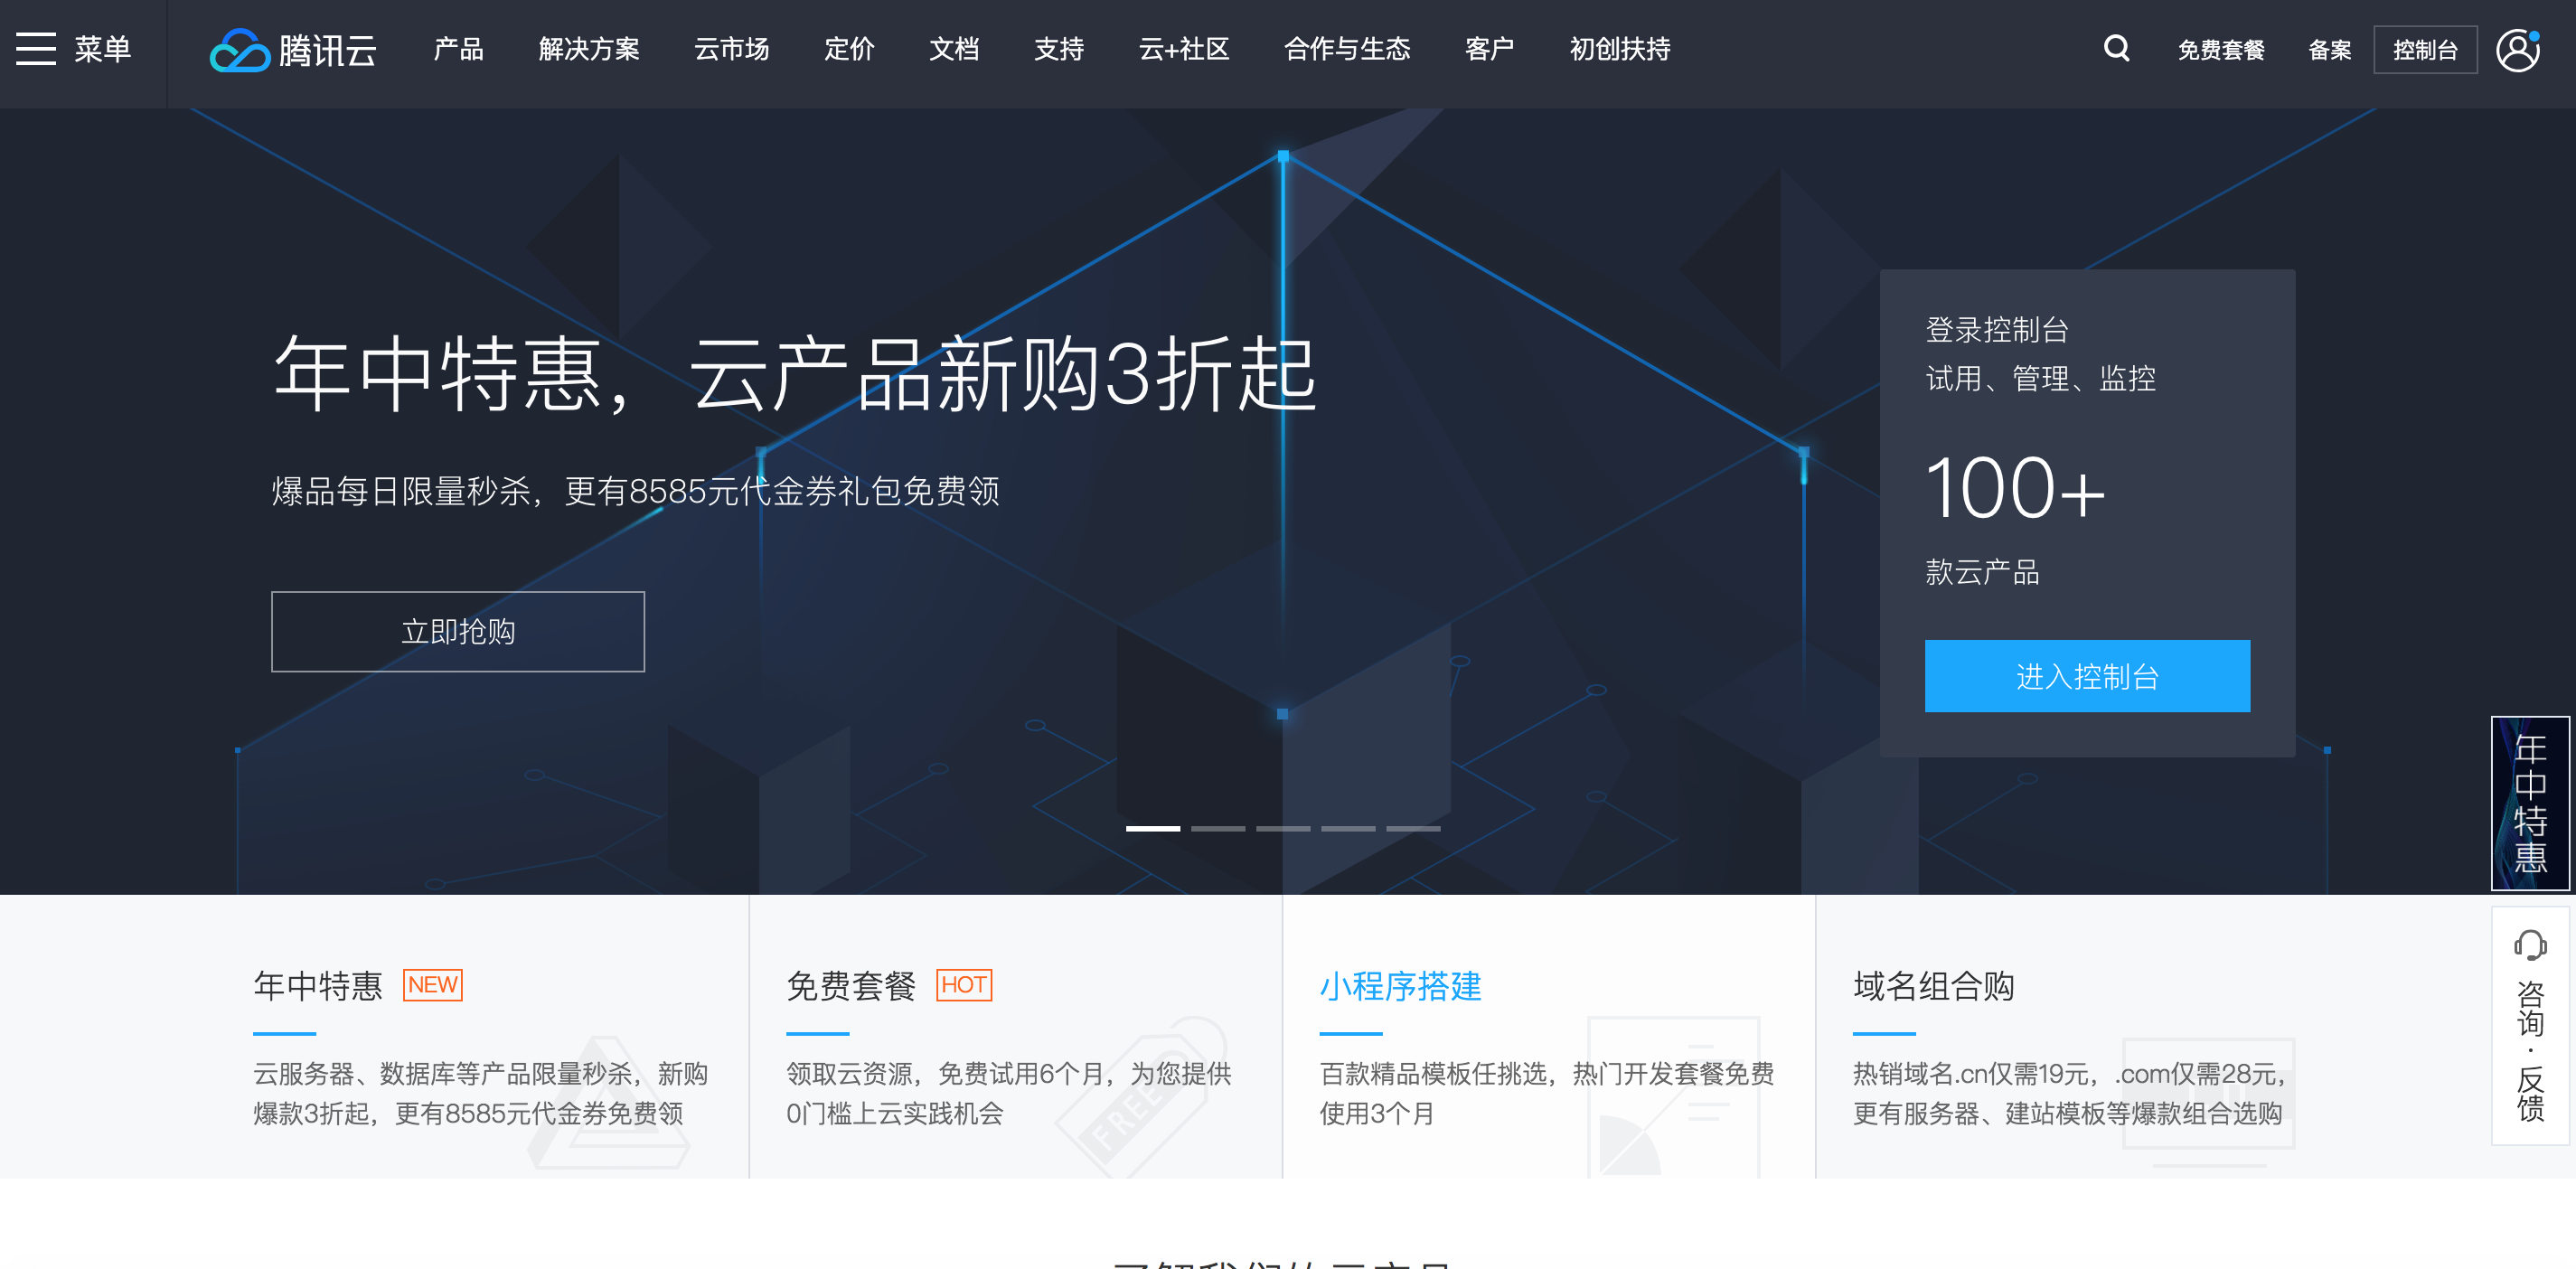 菜单
腾讯云
产品
解决方案
云市场
定价
文档
支持
云+社区
合作与生态
客户
初创扶持
免费套餐
备案
控制台
年中特惠，云产品新购3折起
爆品每日限量秒杀，更有8585元代金券礼包免费领
立即抢购
登录控制台
试用、管理、监控
100+
款云产品
进入控制台
年中特惠
咨询·反馈
年中特惠 NEW
云服务器、数据库等产品限量秒杀，新购
爆款3折起，更有8585元代金券免费领
免费套餐 HOT
领取云资源，免费试用6个月，为您提供
0门槛上云实践机会
FREE
小程序搭建
百款精品模板任挑选，热门开发套餐免费
使用3个月
域名组合购
热销域名.cn仅需19元，.com仅需28元，
更有服务器、建站模板等爆款组合选购
了解我们的云产品